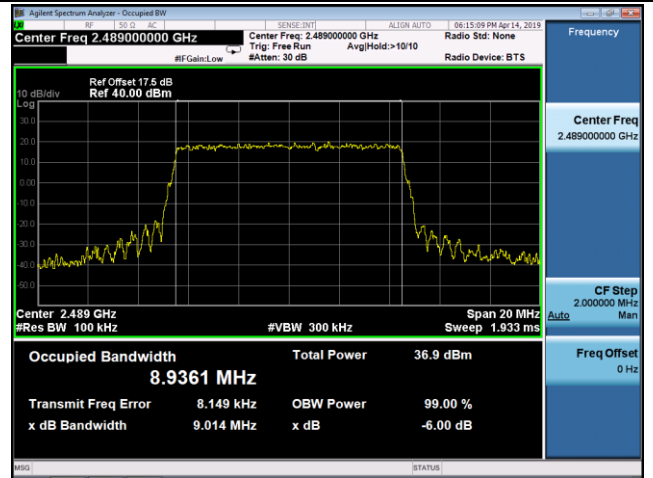 Agilent Spectrum Analyzer - Occupied BW
RF 50 Ω AC SENSE:INT ALIGN AUTO 06:15:09 PM Apr 14, 2019
Center Freq 2.489000000 GHz
Center Freq: 2.489000000 GHz
Radio Std: None
Trig: Free Run Avg|Hold:>10/10
#IFGain:Low
#Atten: 30 dB
Radio Device: BTS
Frequency
Ref Offset 17.5 dB
10 dB/div Ref 40.00 dBm
Log
30.0
20.0
10.0
0.00
-10.0
-20.0
-30.0
-40.0
-50.0
Center Freq
2.489000000 GHz
Center 2.489 GHz Span 20 MHz
#Res BW 100 kHz #VBW 300 kHz Sweep 1.933 ms
CF Step
2.000000 MHz
Auto Man
Occupied Bandwidth Total Power 36.9 dBm
8.9361 MHz
Transmit Freq Error 8.149 kHz OBW Power 99.00 %
x dB Bandwidth 9.014 MHz x dB -6.00 dB
Freq Offset
0 Hz
MSG STATUS